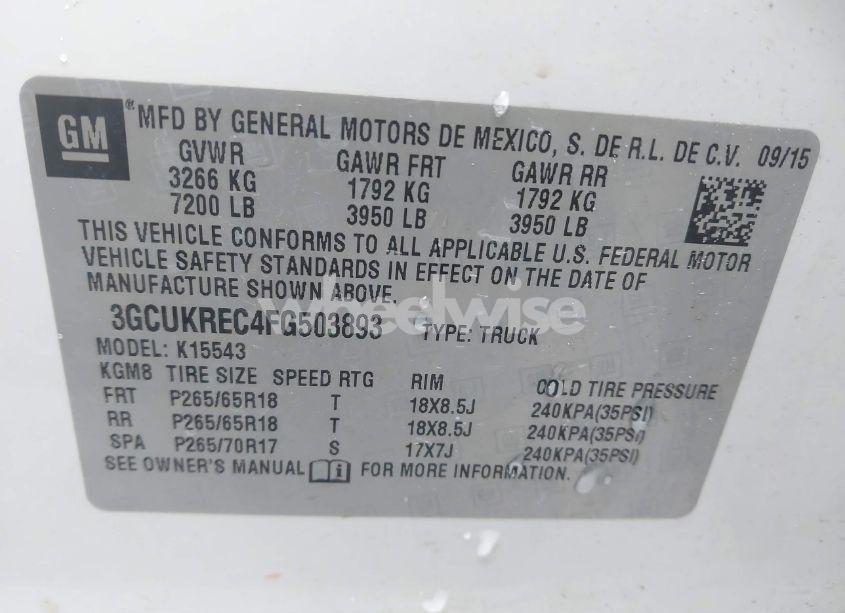 GM ® MFD BY GENERAL MOTORS DE MEXICO, S. DE R.L. DE C.V. 09/15
GVWR GAWR FRT GAWR RR
3266 KG 1792 KG 1792 KG
7200 LB 3950 LB 3950 LB
THIS VEHICLE CONFORMS TO ALL APPLICABLE U.S. FEDERAL MOTOR
VEHICLE SAFETY STANDARDS IN EFFECT ON THE DATE OF
MANUFACTURE SHOWN ABOVE.
wheelwise
3GCUKREC4FG503893 TYPE: TRUCK
MODEL: K15543
KGM8 TIRE SIZE SPEED RTG RIM COLD TIRE PRESSURE
FRT P265/65R18 T 18X8.5J 240KPA(35PSI)
RR P265/65R18 T 18X8.5J 240KPA(35PSI)
SPA P265/70R17 S 17X7J 240KPA(35PSI)
SEE OWNER'S MANUAL i FOR MORE INFORMATION.